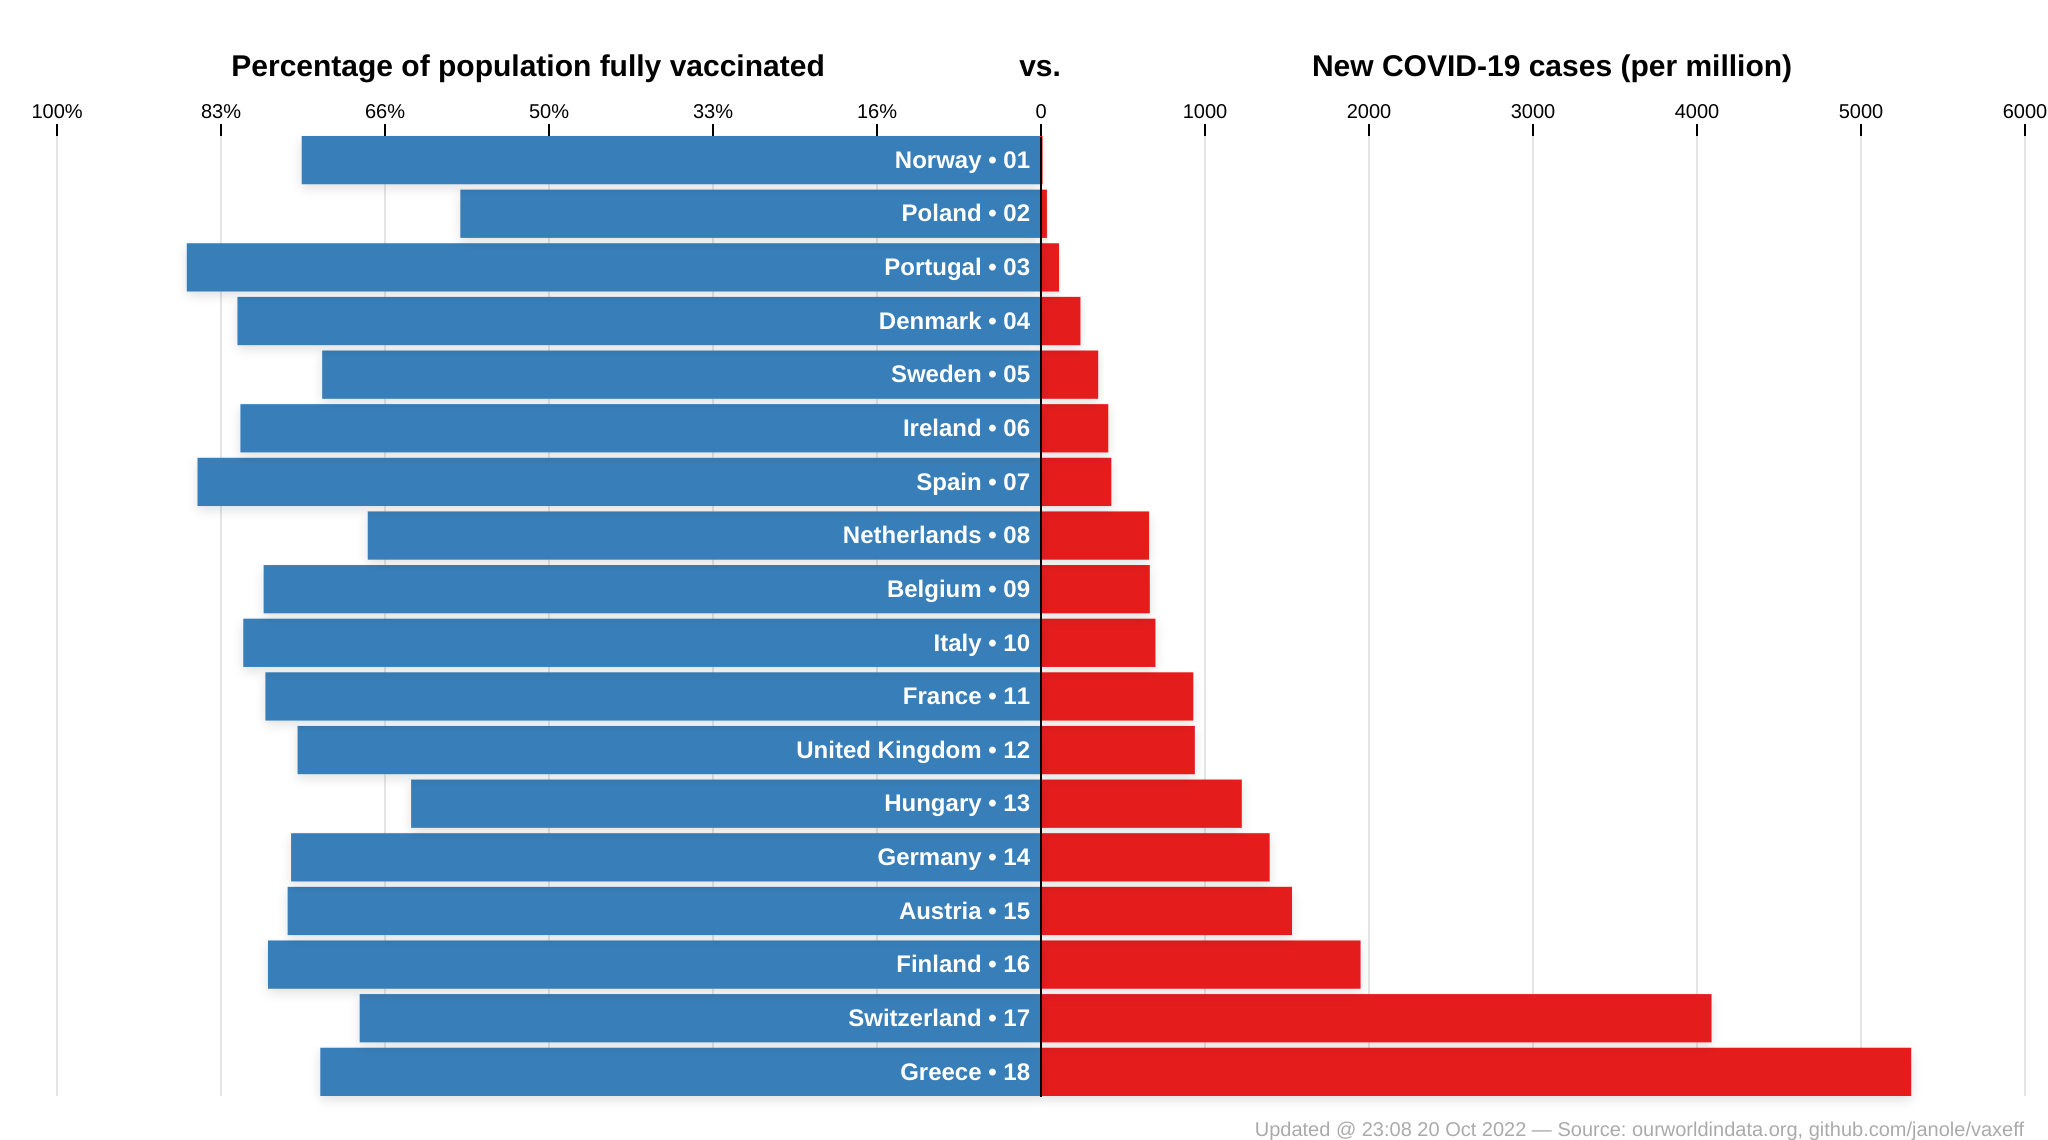 Percentage of population fully vaccinated vs. New COVID-19 cases (per million)
100% 83% 66% 50% 33% 16% 0 1000 2000 3000 4000 5000 6000
Norway • 01
Poland • 02
Portugal • 03
Denmark • 04
Sweden • 05
Ireland • 06
Spain • 07
Netherlands • 08
Belgium • 09
Italy • 10
France • 11
United Kingdom • 12
Hungary • 13
Germany • 14
Austria • 15
Finland • 16
Switzerland • 17
Greece • 18
Updated @ 23:08 20 Oct 2022 — Source: ourworldindata.org, github.com/janole/vaxeff